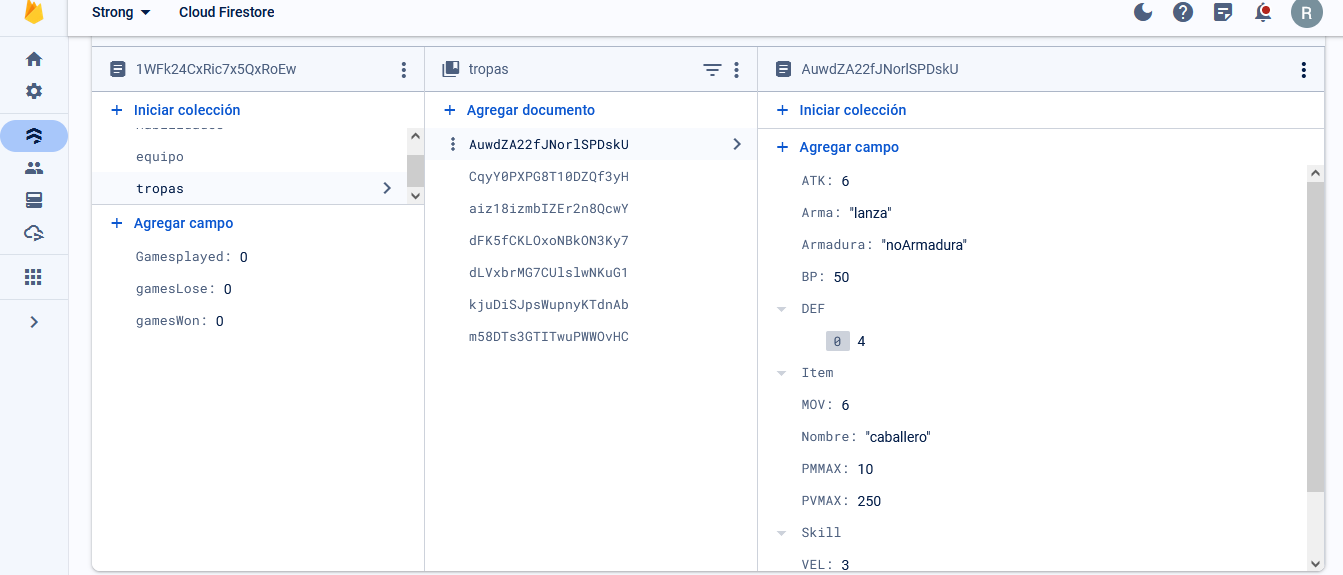 Strong
Cloud Firestore
R
1WFk24CxRic7x5QxRoEw
Iniciar colección
equipo
tropas
Agregar campo
Gamesplayed: 0
gamesLose: 0
gamesWon: 0
tropas
Agregar documento
AuwdZA22fJNorlSPDskU
CqyY0PXPG8T10DZQf3yH
aiz18izmbIZEr2n8QcwY
dFK5fCKLOxoNBkON3Ky7
dLVxbrMG7CUlslwNKuG1
kjuDiSJpsWupnyKTdnAb
m58DTs3GTITwuPWWOvHC
AuwdZA22fJNorlSPDskU
Iniciar colección
Agregar campo
ATK: 6
Arma: "lanza"
Armadura: "noArmadura"
BP: 50
DEF
0 4
Item
MOV: 6
Nombre: "caballero"
PMMAX: 10
PVMAX: 250
Skill
VEL: 3